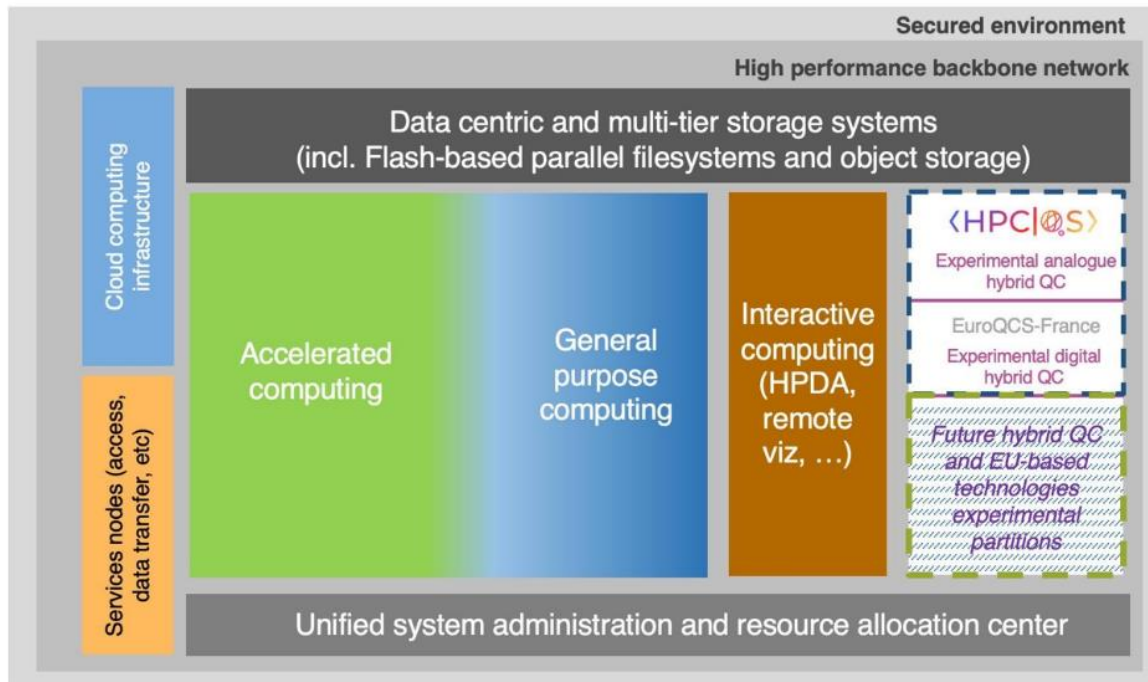 Secured environment
High performance backbone network
Cloud computing
infrastructure
Services nodes (access,
data transfer, etc)
Data centric and multi-tier storage systems
(incl. Flash-based parallel filesystems and object storage)
Accelerated
computing
General
purpose
computing
Interactive
computing
(HPDA,
remote
viz, …)
<HPC|QS>
Experimental analogue
hybrid QC
EuroQCS-France
Experimental digital
hybrid QC
Future hybrid QC
and EU-based
technologies
experimental
partitions
Unified system administration and resource allocation center